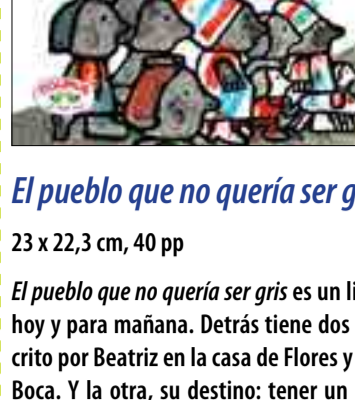 El pueblo que no quería ser g
23 x 22,3 cm, 40 pp
El pueblo que no quería ser gris es un li
hoy y para mañana. Detrás tiene dos
crito por Beatriz en la casa de Flores y
Boca. Y la otra, su destino: tener un